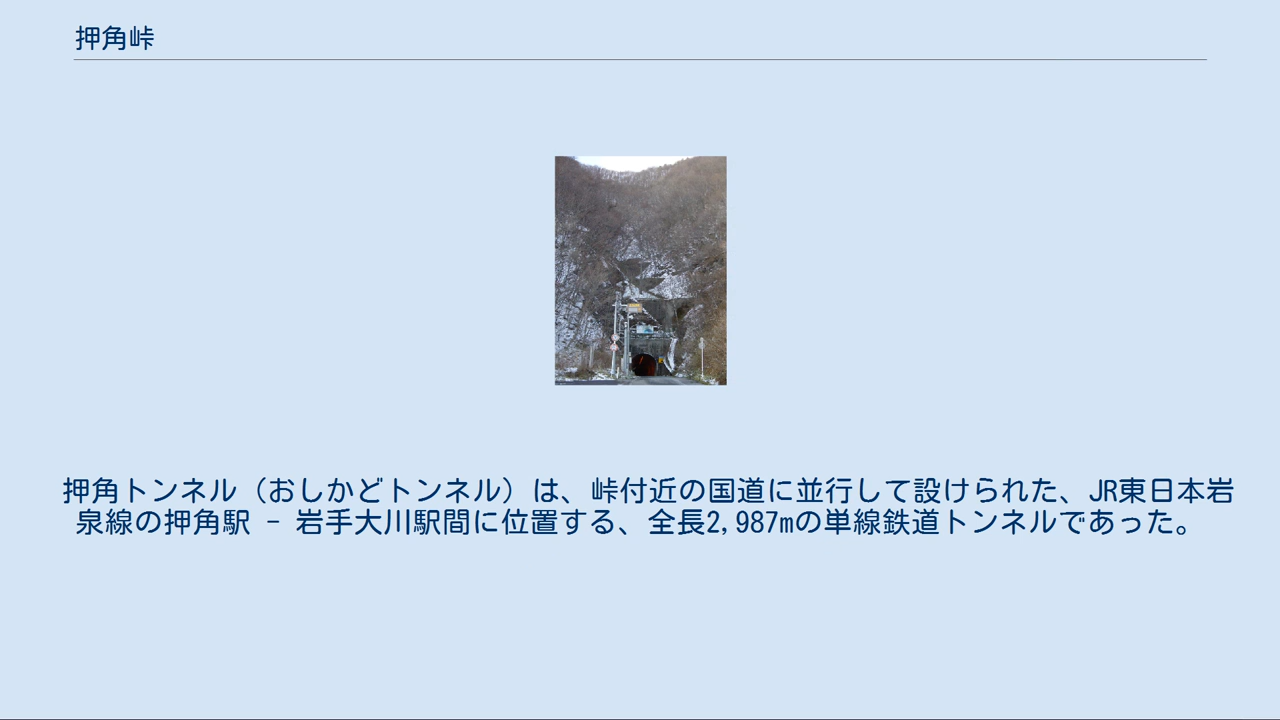 押角峠
押角トンネル（おしかどトンネル）は、峠付近の国道に並行して設けられた、JR東日本岩
泉線の押角駅 - 岩手大川駅間に位置する、全長2,987mの単線鉄道トンネルであった。